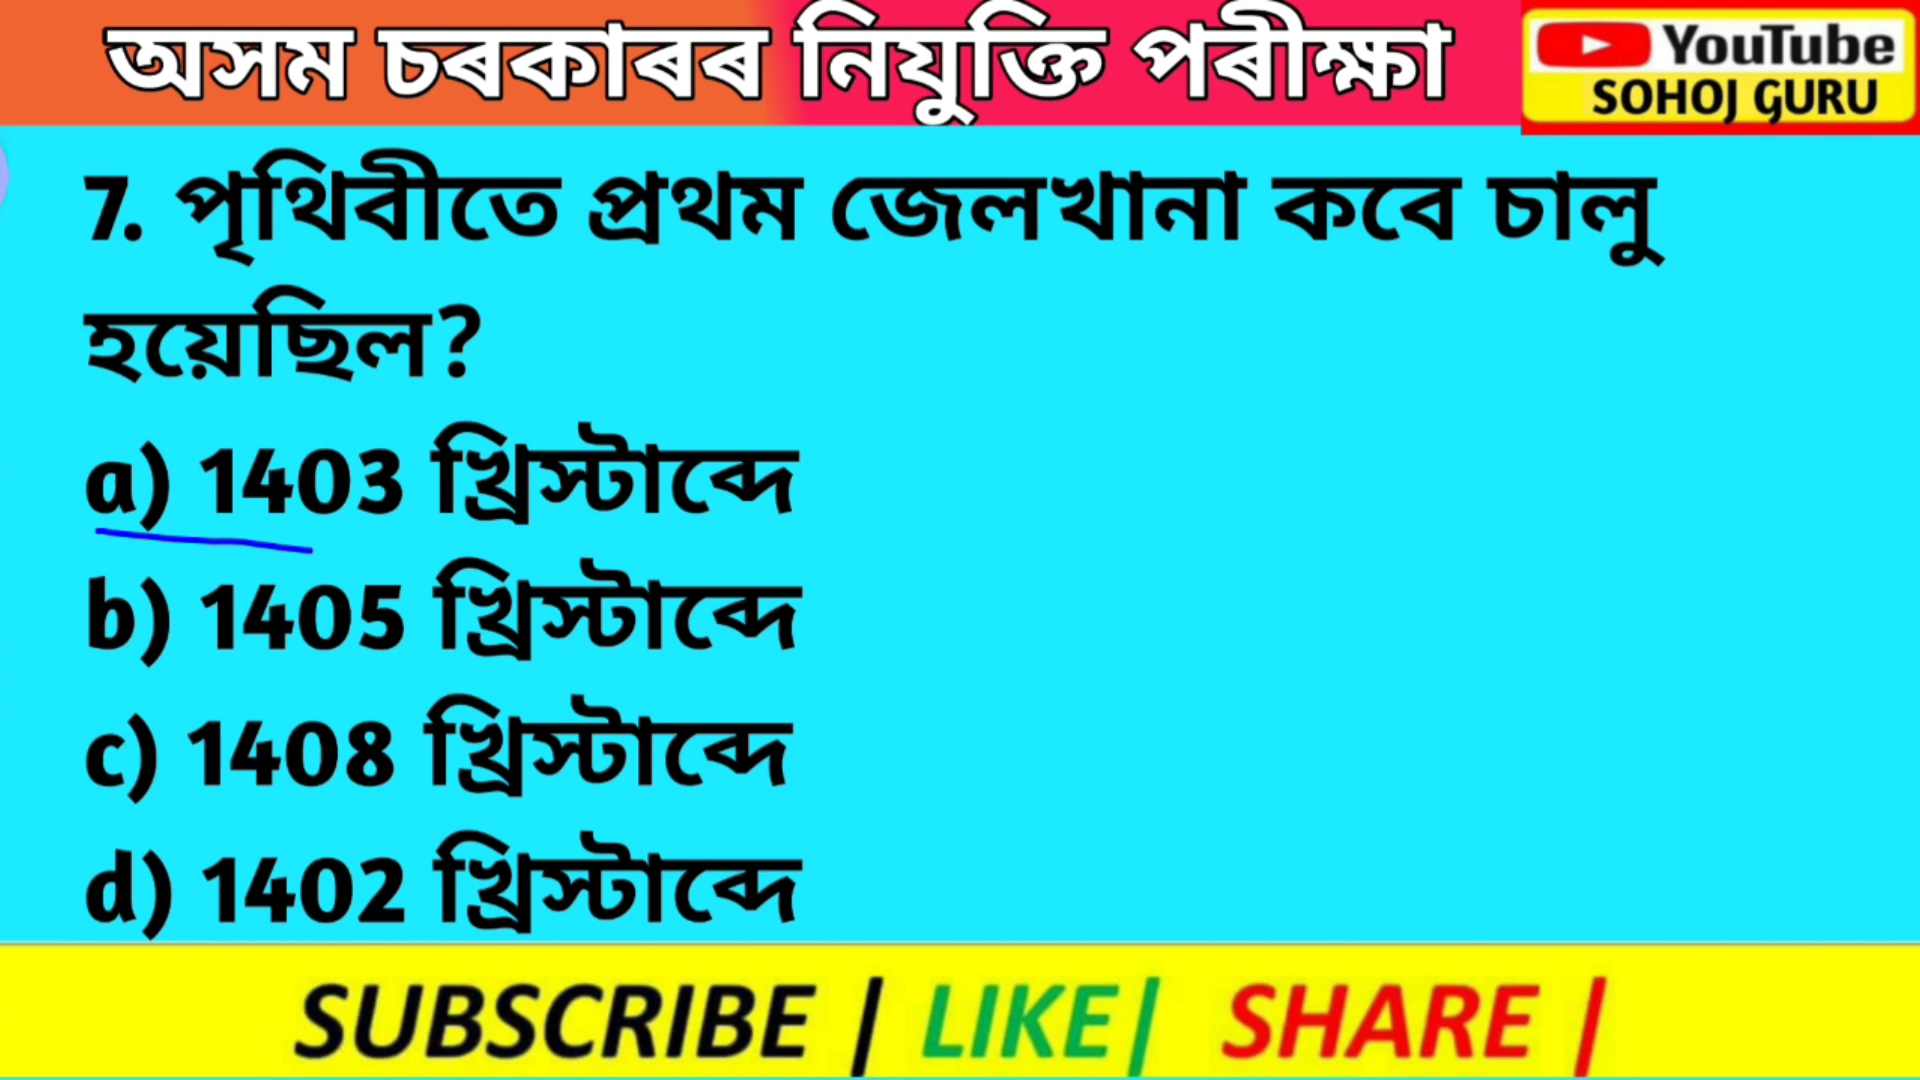 অসম চৰকাৰৰ নিযুক্তি পৰীক্ষা
YouTube
SOHOJ GURU
7. পৃথিবীতে প্রথম জেলখানা কবে চালু
হয়েছিল?
a) 1403 খ্রিস্টাব্দে
b) 1405 খ্রিস্টাব্দে
c) 1408 খ্রিস্টাব্দে
d) 1402 খ্রিস্টাব্দে
SUBSCRIBE | LIKE| SHARE |